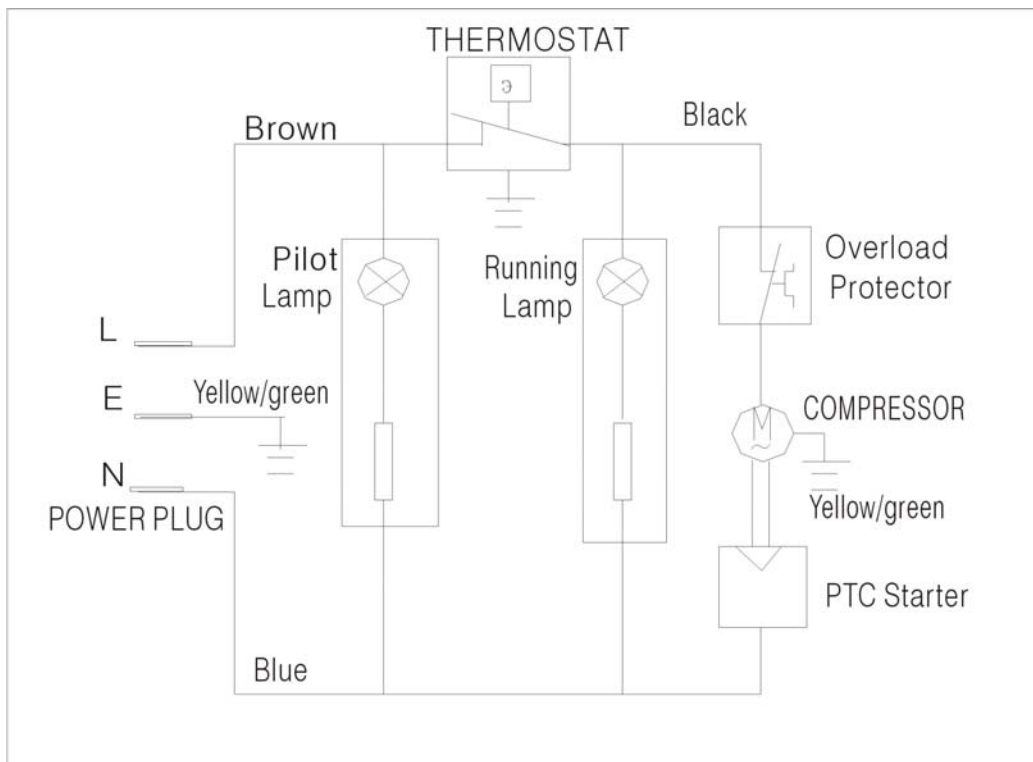 THERMOSTAT
Brown
Black
Pilot
Lamp
Running
Lamp
Overload
Protector
L
E
Yellow/green
N
POWER PLUG
COMPRESSOR
M
~
Yellow/green
PTC Starter
Blue